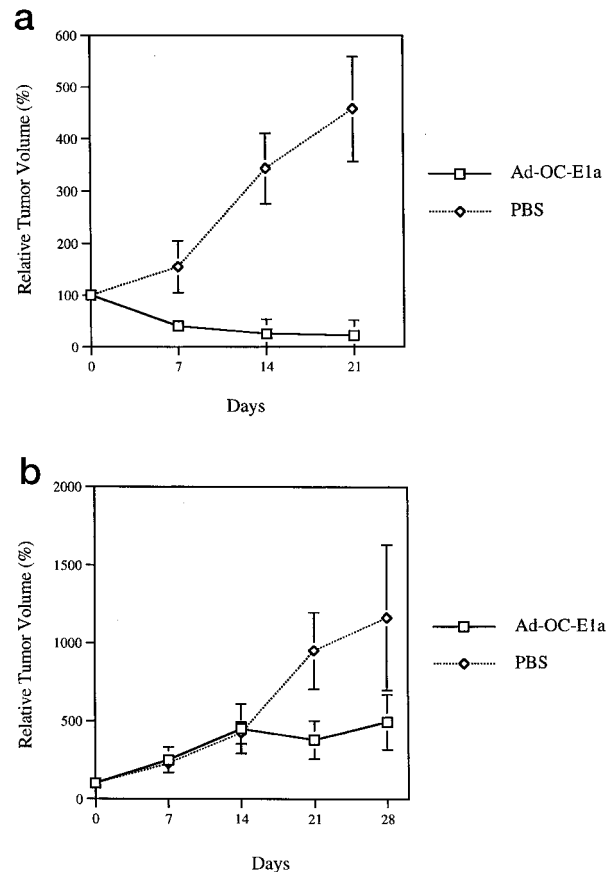 a
Relative Tumor Volume (%)
600
500
400
300
200
100
0
0 7 14 21
Days
Ad-OC-E1a
PBS
b
Relative Tumor Volume (%)
2000
1500
1000
500
0
0 7 14 21 28
Days
Ad-OC-E1a
PBS